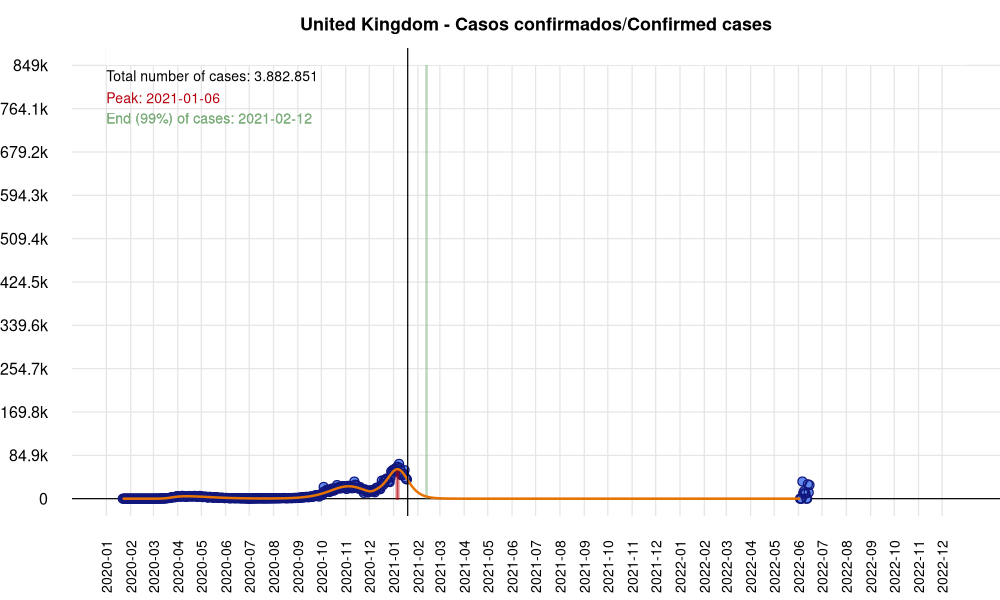 United Kingdom - Casos confirmados/Confirmed cases
Total number of cases: 3.882.851
Peak: 2021-01-06
End (99%) of cases: 2021-02-12
849k
764.1k
679.2k
594.3k
509.4k
424.5k
339.6k
254.7k
169.8k
84.9k
0
2020-01
2020-02
2020-03
2020-04
2020-05
2020-06
2020-07
2020-08
2020-09
2020-10
2020-11
2020-12
2021-01
2021-02
2021-03
2021-04
2021-05
2021-06
2021-07
2021-08
2021-09
2021-10
2021-11
2021-12
2022-01
2022-02
2022-03
2022-04
2022-05
2022-06
2022-07
2022-08
2022-09
2022-10
2022-11
2022-12